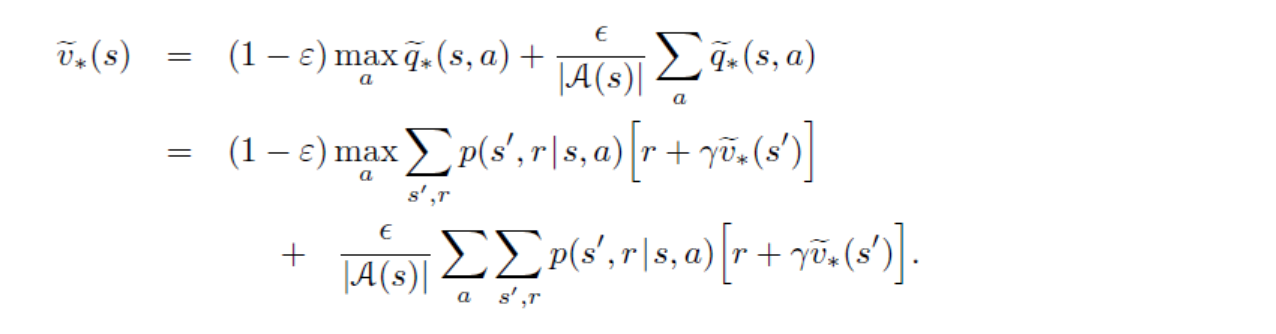 ṽ∗(s) = (1 − ε) max_a q̃∗(s, a) + ϵ/|𝒜(s)| ∑_a q̃∗(s, a)
= (1 − ε) max_a ∑_{s′,r} p(s′, r|s, a)[r + γṽ∗(s′)]
+ ϵ/|𝒜(s)| ∑_a ∑_{s′,r} p(s′, r|s, a)[r + γṽ∗(s′)].